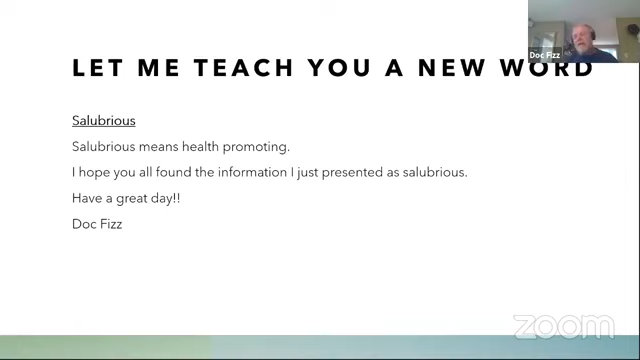 Doc Fizz
LET ME TEACH YOU A NEW WORD
Salubrious
Salubrious means health promoting.
I hope you all found the information I just presented as salubrious.
Have a great day!!
Doc Fizz
zoom